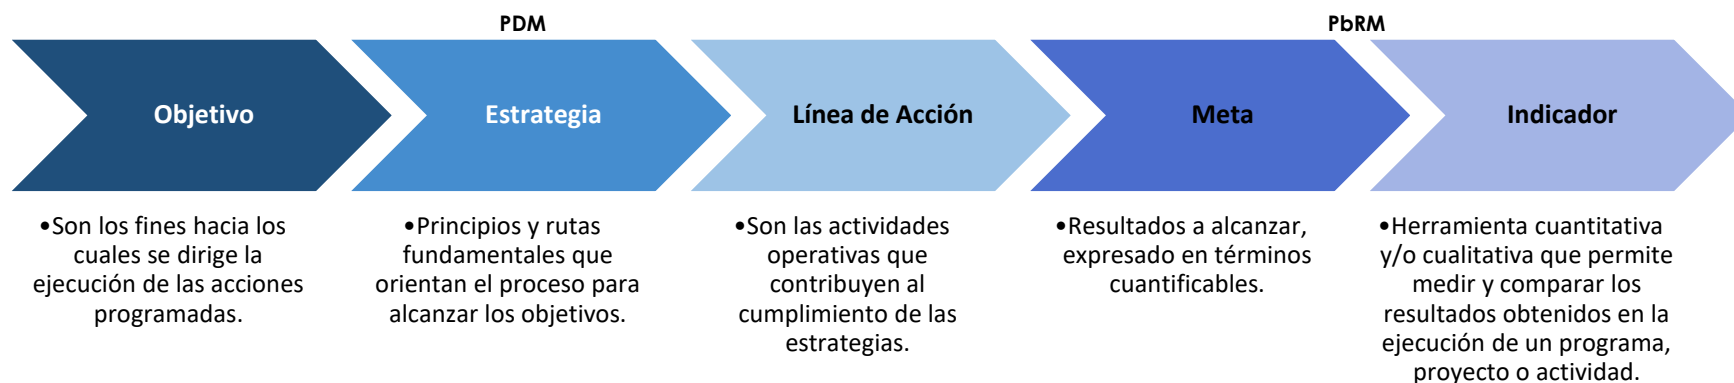 PDM
PbRM
Objetivo
Estrategia
Línea de Acción
Meta
Indicador
•Son los fines hacia los
cuales se dirige la
ejecución de las acciones
programadas.
•Principios y rutas
fundamentales que
orientan el proceso para
alcanzar los objetivos.
•Son las actividades
operativas que
contribuyen al
cumplimiento de las
estrategias.
•Resultados a alcanzar,
expresado en términos
cuantificables.
•Herramienta cuantitativa
y/o cualitativa que permite
medir y comparar los
resultados obtenidos en la
ejecución de un programa,
proyecto o actividad.